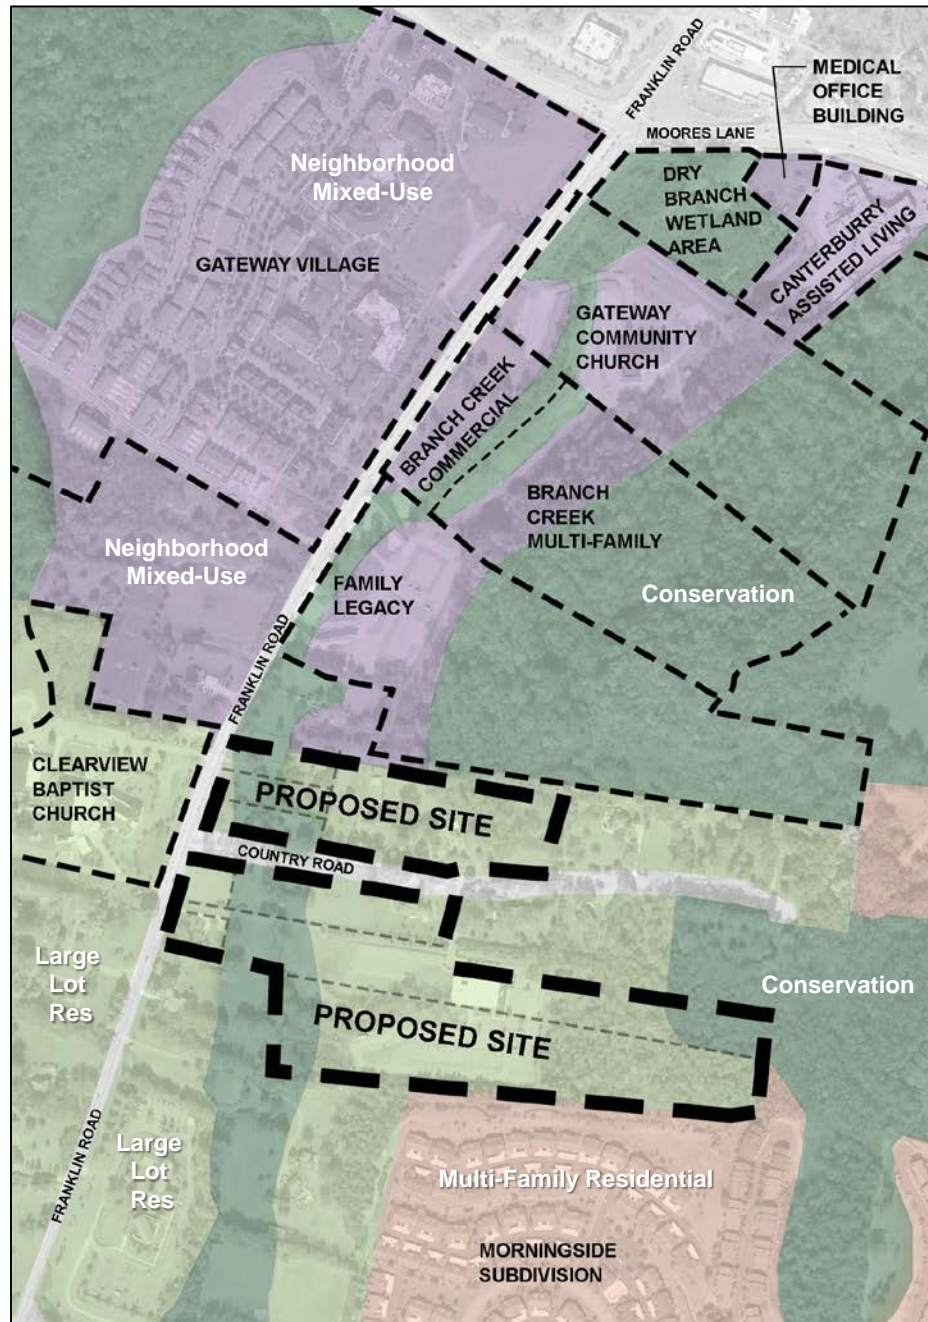 FRANKLIN ROAD
MEDICAL
OFFICE
BUILDING
MOORES LANE
Neighborhood
Mixed-Use
DRY
BRANCH
WETLAND
AREA
CANTERBURRY
ASSISTED LIVING
GATEWAY VILLAGE
GATEWAY
COMMUNITY
CHURCH
BRANCH CREEK
COMMERCIAL
BRANCH
CREEK
MULTI-FAMILY
Neighborhood
Mixed-Use
FAMILY
LEGACY
Conservation
FRANKLIN ROAD
CLEARVIEW
BAPTIST
CHURCH
PROPOSED SITE
COUNTRY ROAD
Large
Lot
Res
Conservation
PROPOSED SITE
FRANKLIN ROAD
Large
Lot
Res
Multi-Family Residential
MORNINGSIDE
SUBDIVISION